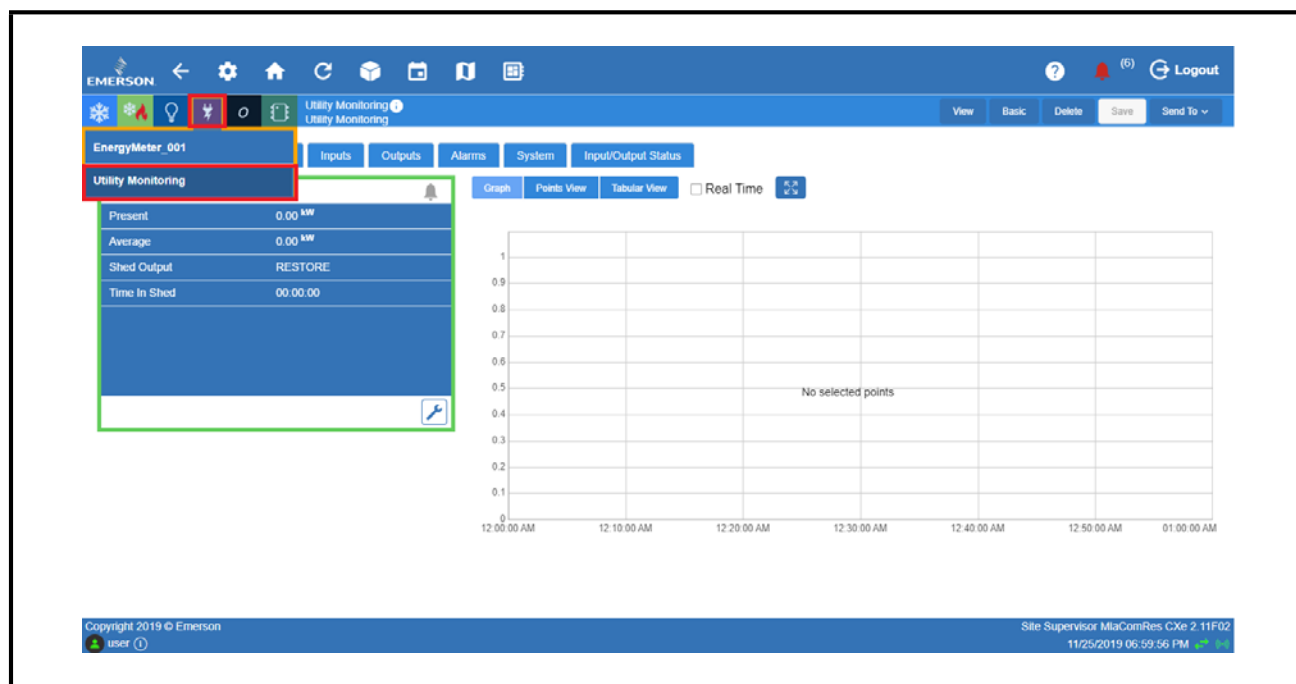 EMERSON
(6) Logout
o
Utility Monitoring
Utility Monitoring
View Basic Delete Save Send To
EnergyMeter_001
Utility Monitoring
Inputs Outputs Alarms System Input/Output Status
Graph Points View Tabular View Real Time
Present 0.00 kW
Average 0.00 kW
Shed Output RESTORE
Time In Shed 00:00:00
1
0.9
0.8
0.7
0.6
0.5
No selected points
0.4
0.3
0.2
0.1
0
12:00:00 AM 12:10:00 AM 12:20:00 AM 12:30:00 AM 12:40:00 AM 12:50:00 AM 01:00:00 AM
Copyright 2019 © Emerson
Site Supervisor MlaComRes CXe 2.11F02
user
11/25/2019 06:59:56 PM